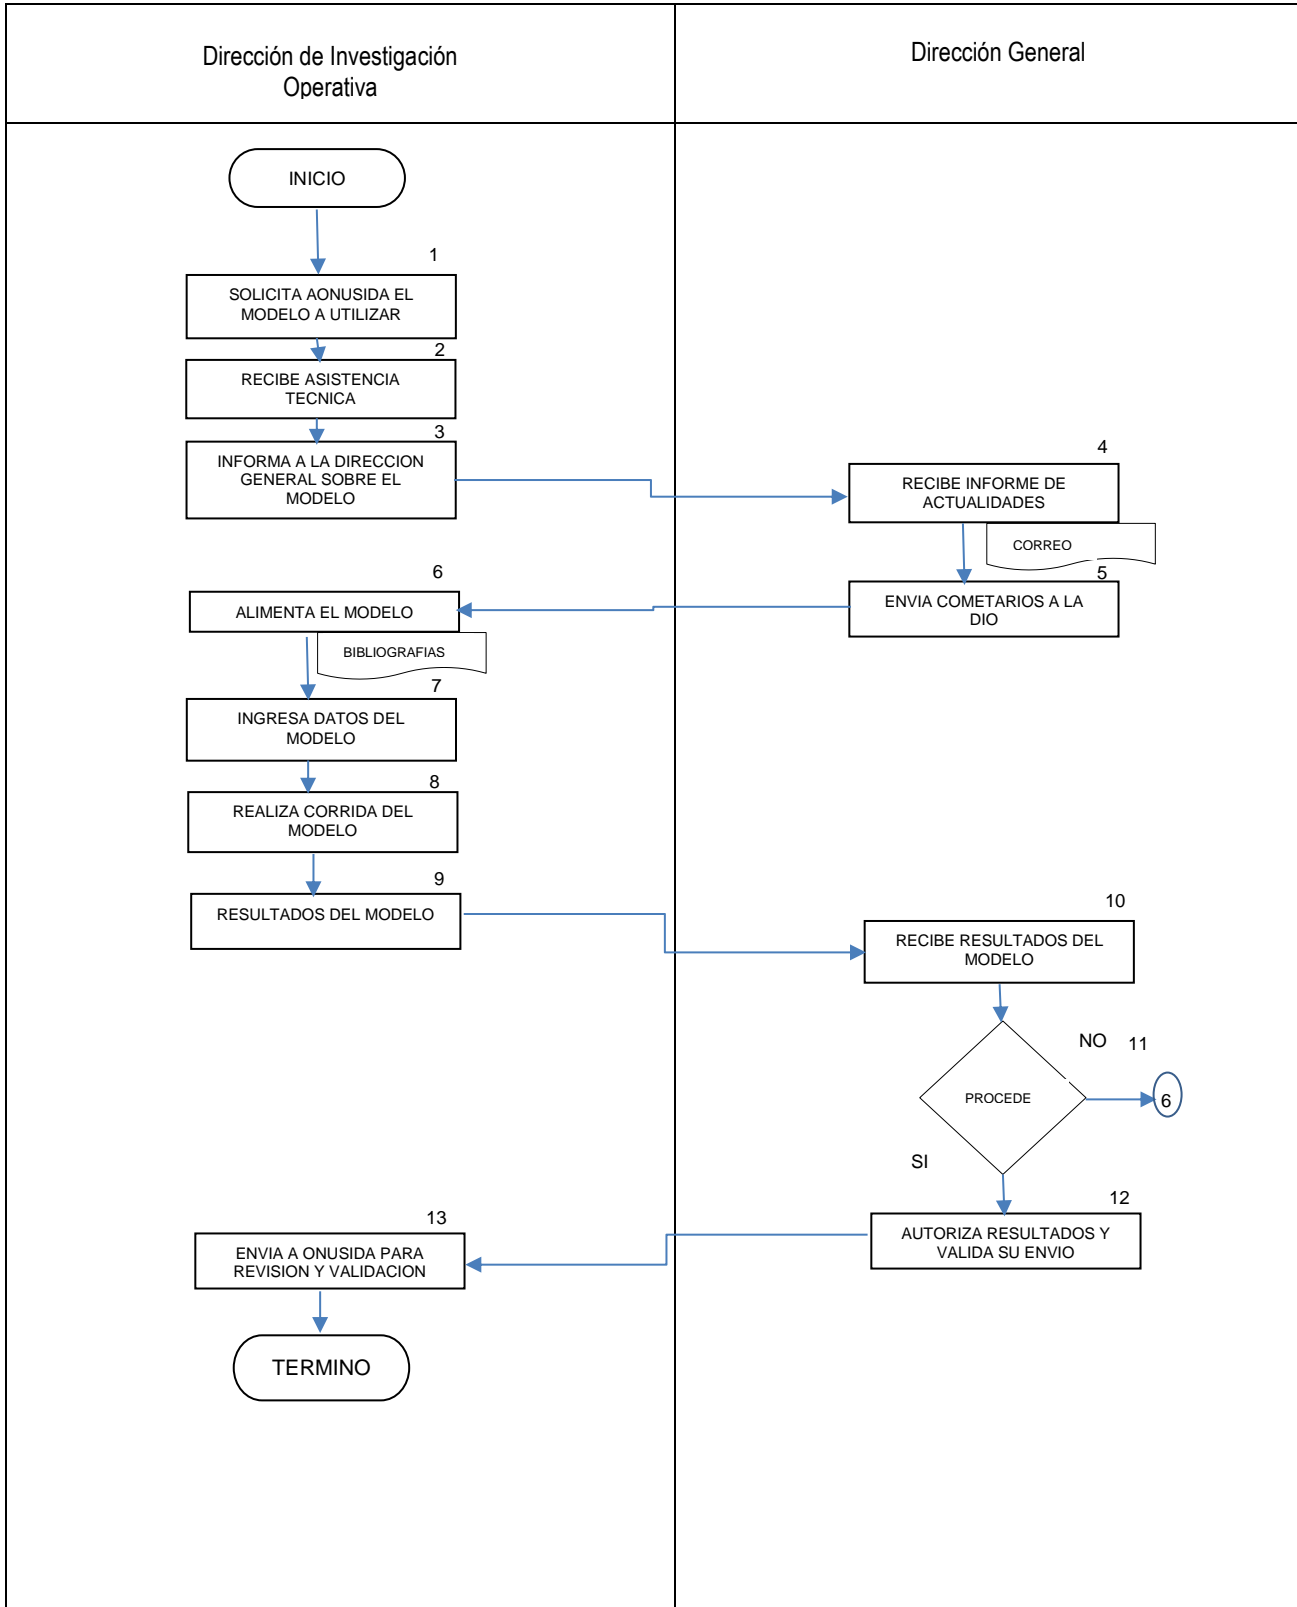 Dirección de Investigación
Operativa
Dirección General
INICIO
1
SOLICITA AONUSIDA EL
MODELO A UTILIZAR
2
RECIBE ASISTENCIA
TECNICA
3
INFORMA A LA DIRECCION
GENERAL SOBRE EL
MODELO
4
RECIBE INFORME DE
ACTUALIDADES
CORREO
5
ENVIA COMETARIOS A LA
DIO
6
ALIMENTA EL MODELO
BIBLIOGRAFIAS
7
INGRESA DATOS DEL
MODELO
8
REALIZA CORRIDA DEL
MODELO
9
RESULTADOS DEL MODELO
10
RECIBE RESULTADOS DEL
MODELO
NO 11
PROCEDE
6
SI
12
AUTORIZA RESULTADOS Y
VALIDA SU ENVIO
13
ENVIA A ONUSIDA PARA
REVISION Y VALIDACION
TERMINO